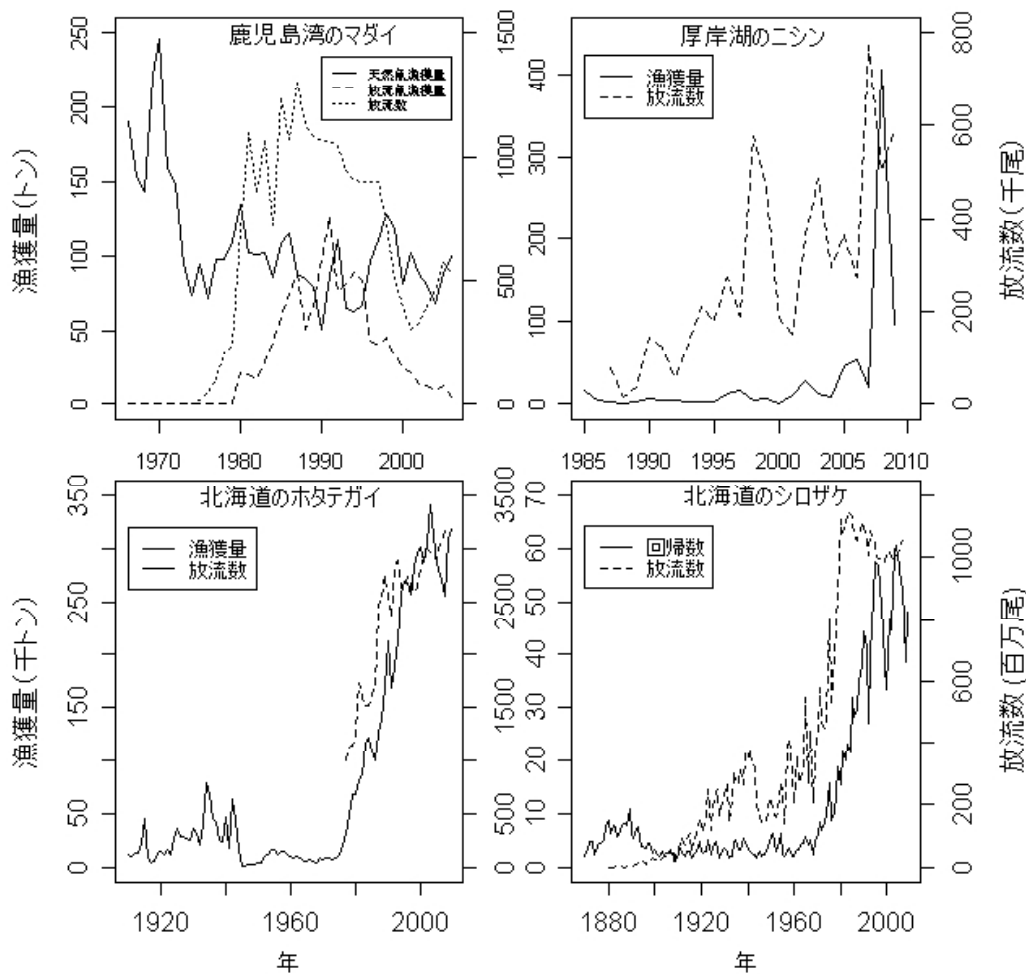 鹿児島湾のマダイ
天然魚漁獲量
放流魚漁獲量
放流数
漁獲量(トン)
0 50 100 150 200 250
0 500 1000 1500
1970 1980 1990 2000
厚岸湖のニシン
漁獲量
放流数
0 100 200 300 400
0 200 400 600 800
放流数(千尾)
1985 1990 1995 2000 2005 2010
北海道のホタテガイ
漁獲量
放流数
漁獲量(千トン)
0 50 150 250 350
0 500 1500 2500 3500
1920 1960 2000
年
北海道のシロザケ
回帰数
放流数
0 10 20 30 40 50 60 70
0 200 600 1000
放流数(百万尾)
1880 1920 1960 2000
年